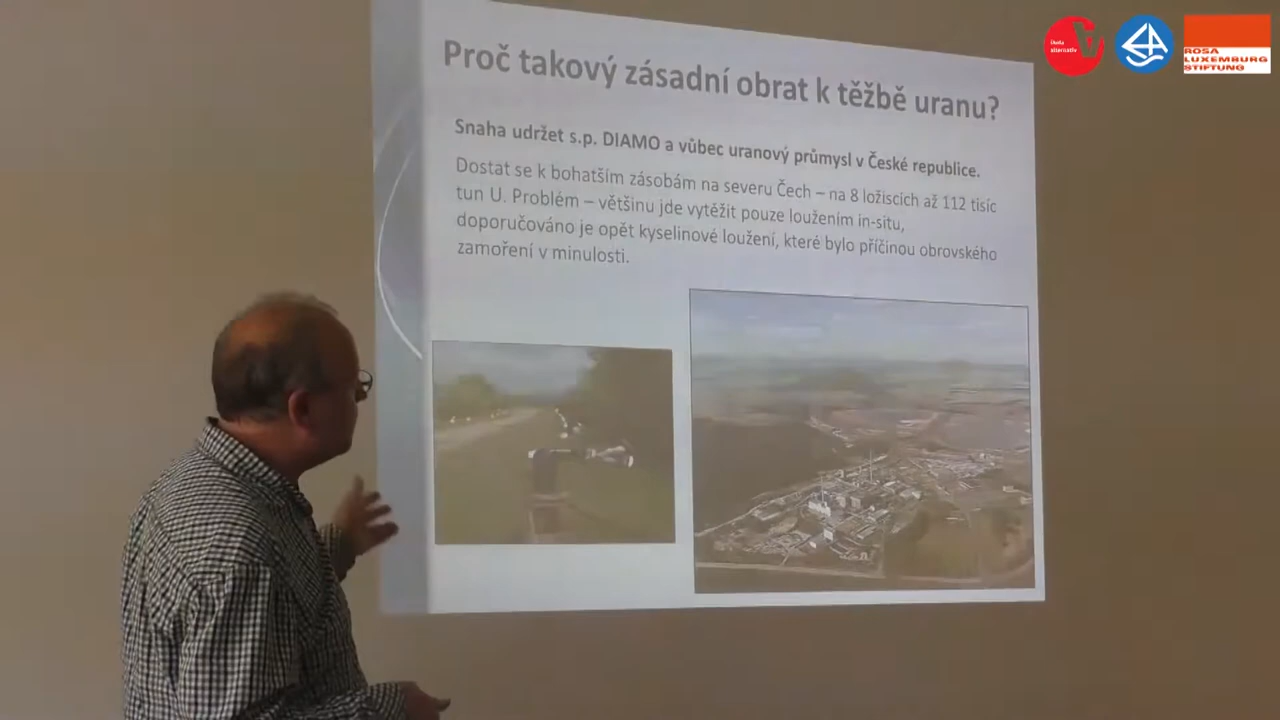 Proč takový zásadní obrat k těžbě uranu?
Snaha udržet s.p. DIAMO a vůbec uranový průmysl v České republice.
Dostat se k bohatším zásobám na severu Čech – na 8 ložiscích až 112 tisíc
tun U. Problém – většinu jde vytěžit pouze loužením in-situ,
doporučováno je opět kyselinové loužení, které bylo příčinou obrovského
zamoření v minulosti.
škola
alternativ
ROSA
LUXEMBURG
STIFTUNG